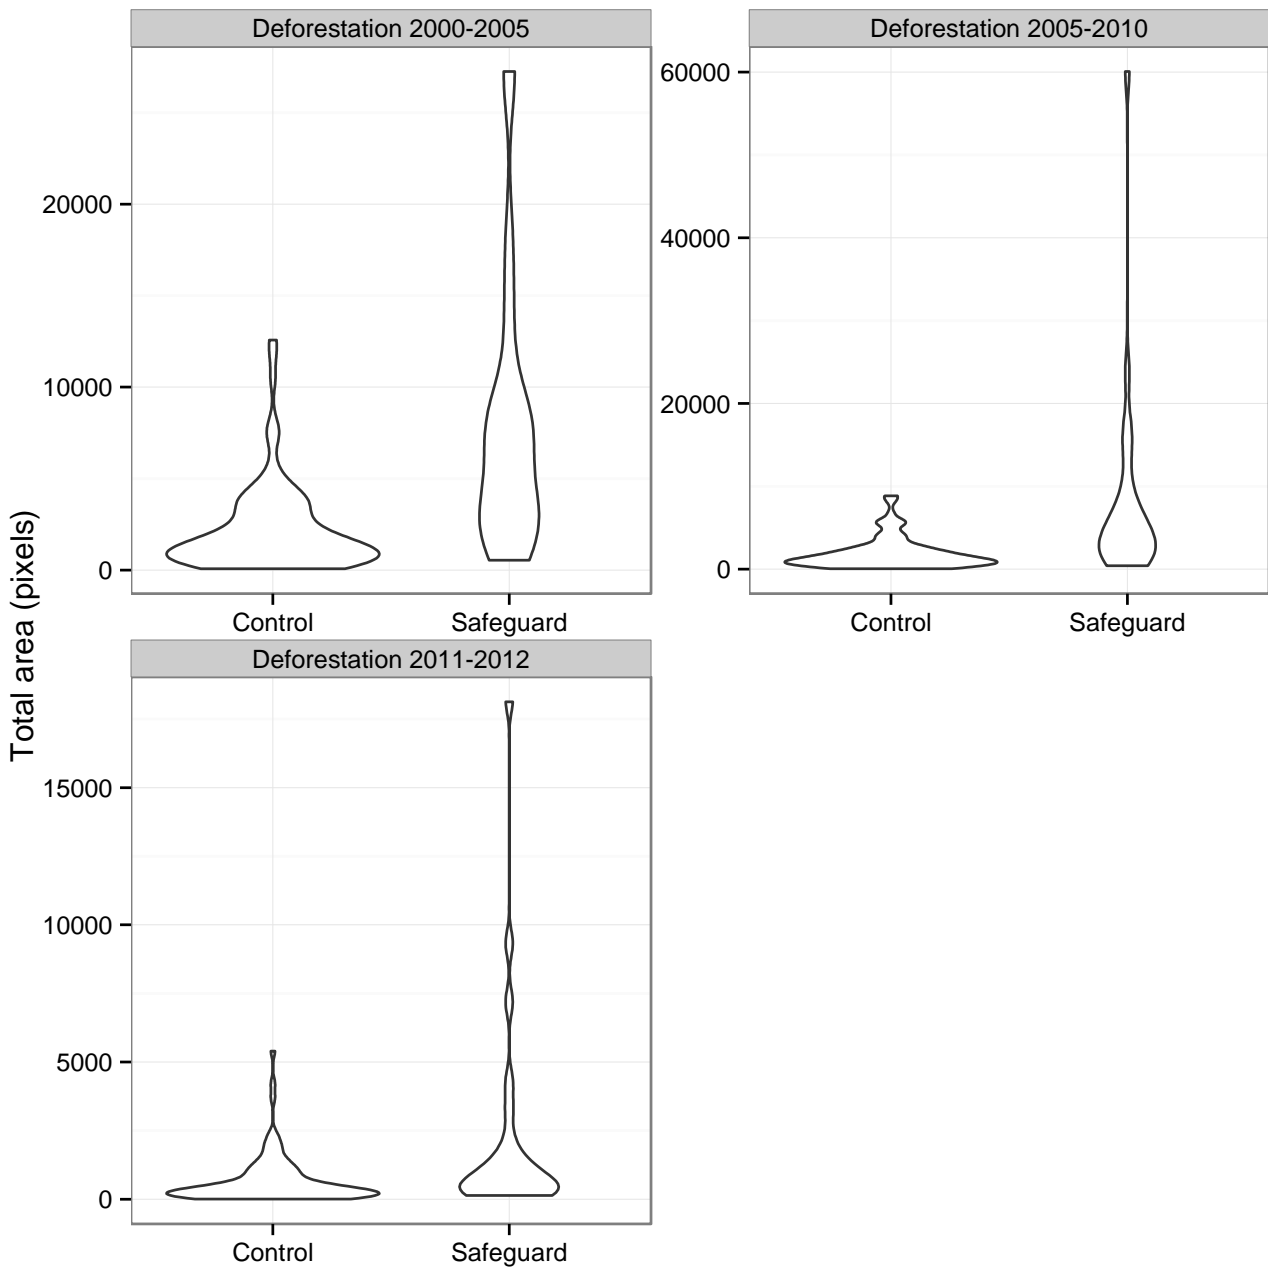 Deforestation 2000-2005
Deforestation 2005-2010
Total area (pixels)
20000
10000
0
Control
Safeguard
60000
40000
20000
0
Control
Safeguard
Deforestation 2011-2012
15000
10000
5000
0
Control
Safeguard